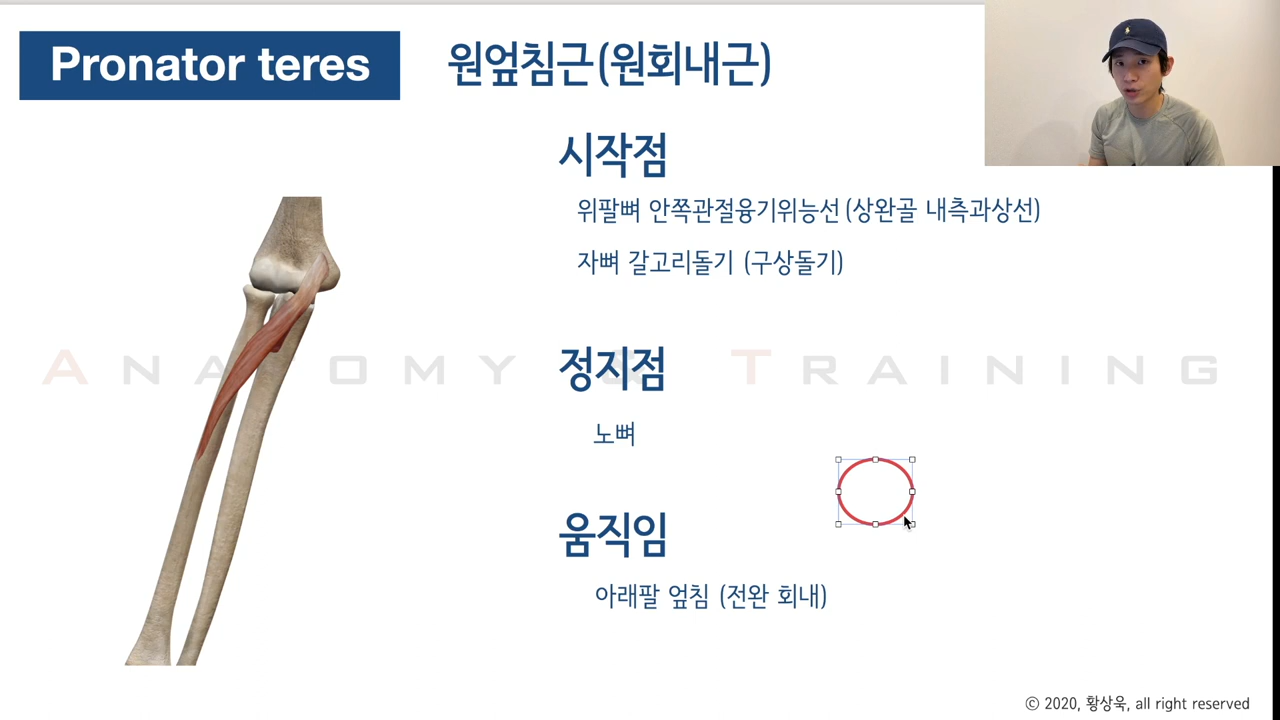 Pronator teres
원엎침근(원회내근)
시작점
위팔뼈 안쪽관절융기위능선(상완골 내측과상선)
자뼈 갈고리돌기 (구상돌기)
ANATOMY & TRAINING
정지점
노뼈
움직임
아래팔 엎침 (전완 회내)
© 2020, 황상욱, all right reserved